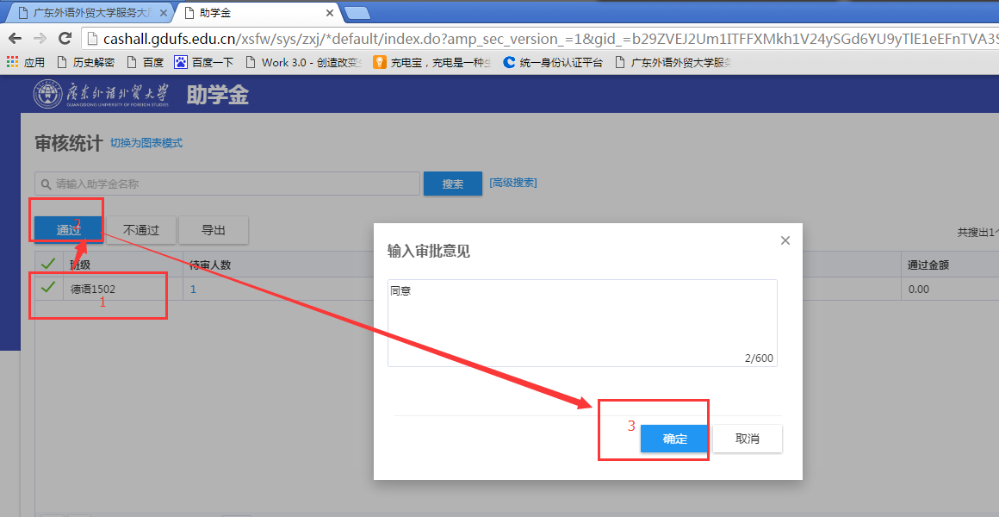 广东外语外贸大学服务大厅
助学金
cashall.gdufs.edu.cn/xsfw/sys/zxj/*default/index.do?amp_sec_version_=1&gid_=b29ZVEJ2Um1ITFFXMkh1V24ySGd6YU9yTlE1eEFnTVA3S
应用 历史解密 百度 百度一下 Work 3.0 - 创造改变 充电宝，充电是一种生 统一身份认证平台 广东外语外贸大学服务
廣东外语外贸大学 助学金
GUANGDONG UNIVERSITY OF FOREIGN STUDIES
审核统计 切换为图表模式
请输入助学金名称 搜索 [高级搜索]
通过 2 不通过 导出
共搜出1个
班级 待审人数 通过金额
德语1502 1 0.00
1
输入审批意见
同意
2/600
3 确定 取消